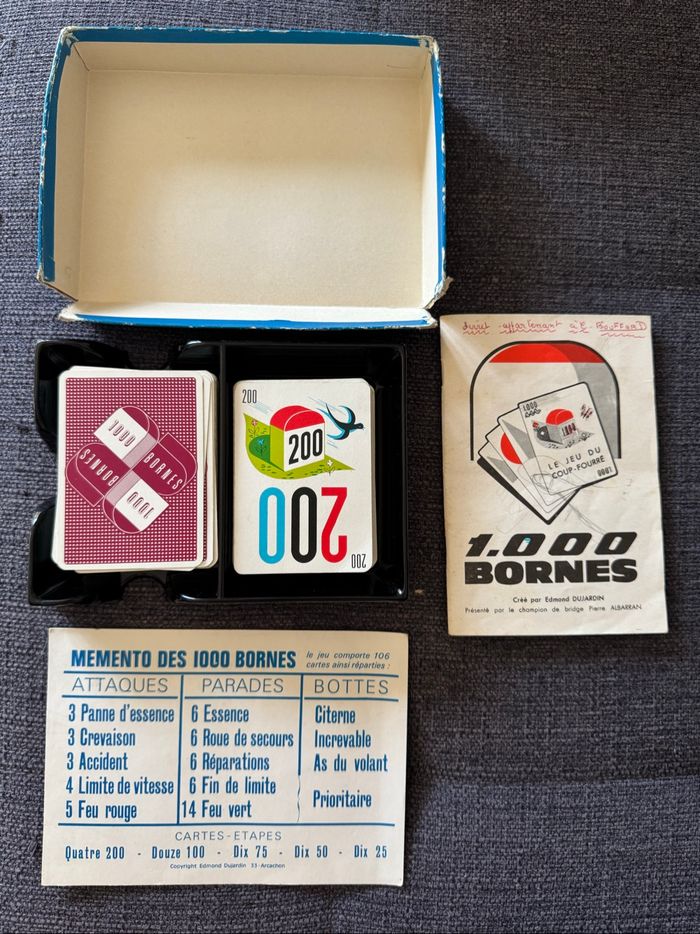 livret appartenant à E. BOUFFARD
1000
1000
LE JEU DU
COUP-FOURRÉ
1000
1.000
BORNES
Créé par Edmond DUJARDIN
Présenté par le champion de bridge Pierre ALBARRAN.
1000 BORNES
1000 BORNES
200
200
200
200
MEMENTO DES 1000 BORNES
le jeu comporte 106
cartes ainsi réparties :
ATTAQUES PARADES BOTTES
3 Panne d'essence 6 Essence Citerne
3 Crevaison 6 Roue de secours Increvable
3 Accident 6 Réparations As du volant
4 Limite de vitesse 6 Fin de limite
Prioritaire
5 Feu rouge 14 Feu vert
CARTES-ETAPES
Quatre 200 - Douze 100 - Dix 75 - Dix 50 - Dix 25
Copyright Edmond Dujardin 33-Arcachon